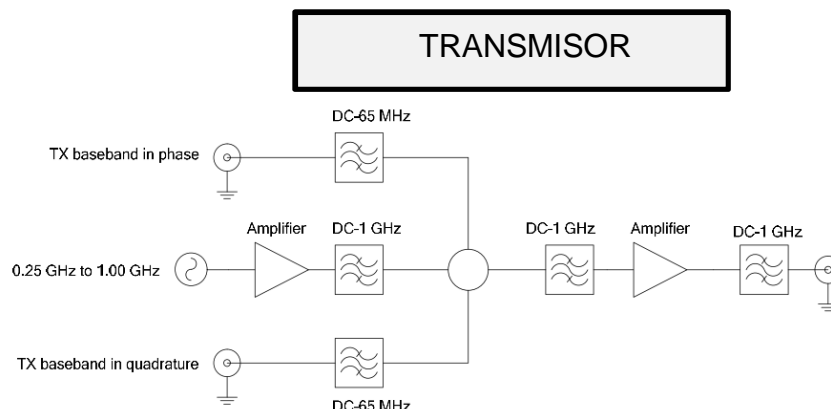 TRANSMISOR
DC-65 MHz
TX baseband in phase
Amplifier
DC-1 GHz
DC-1 GHz
Amplifier
DC-1 GHz
0.25 GHz to 1.00 GHz
TX baseband in quadrature
DC-65 MHz